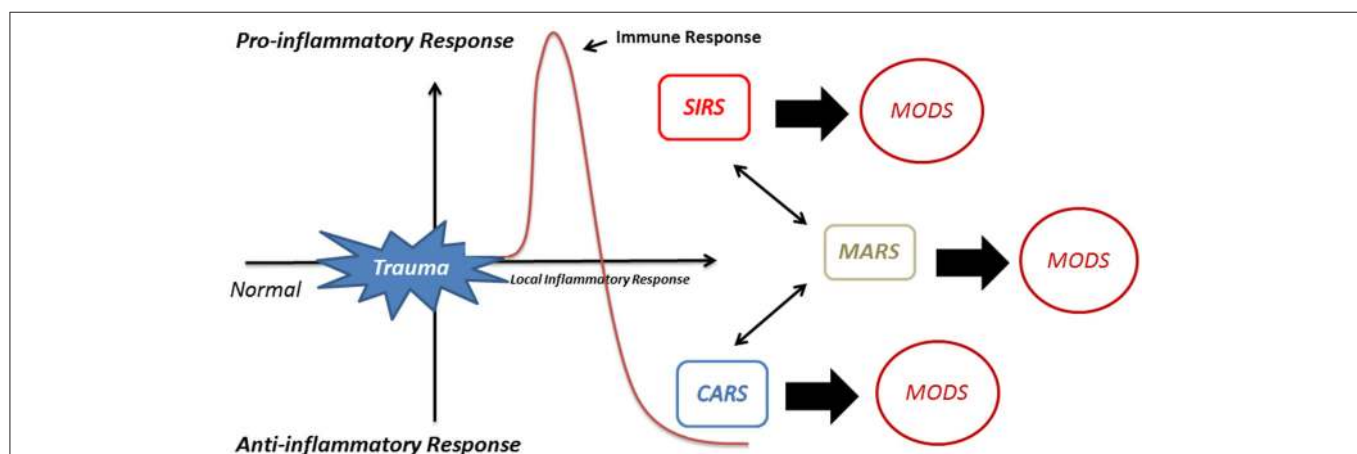 Pro-inflammatory Response
Immune Response
SIRS
MODS
Trauma
Normal
Local Inflammatory Response
MARS
MODS
CARS
MODS
Anti-inflammatory Response